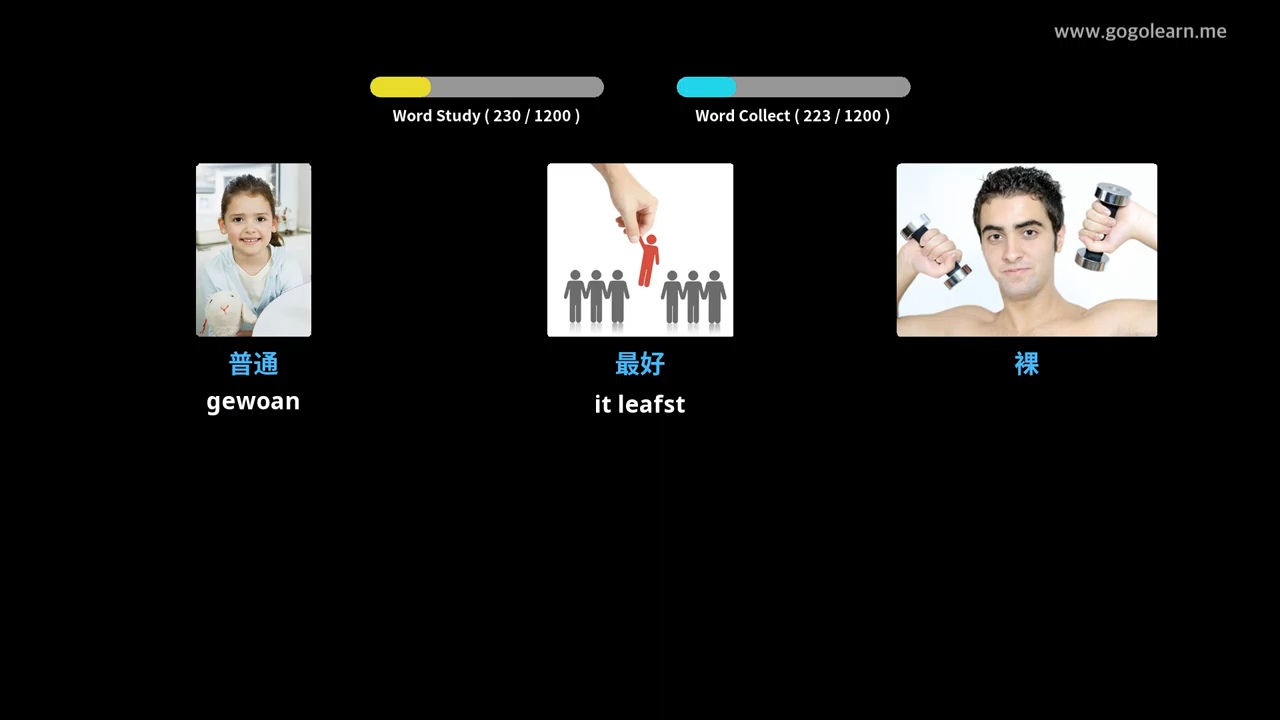 www.gogolearn.me
Word Study ( 230 / 1200 )
Word Collect ( 223 / 1200 )
普通
最好
裸
gewoan
it leafst